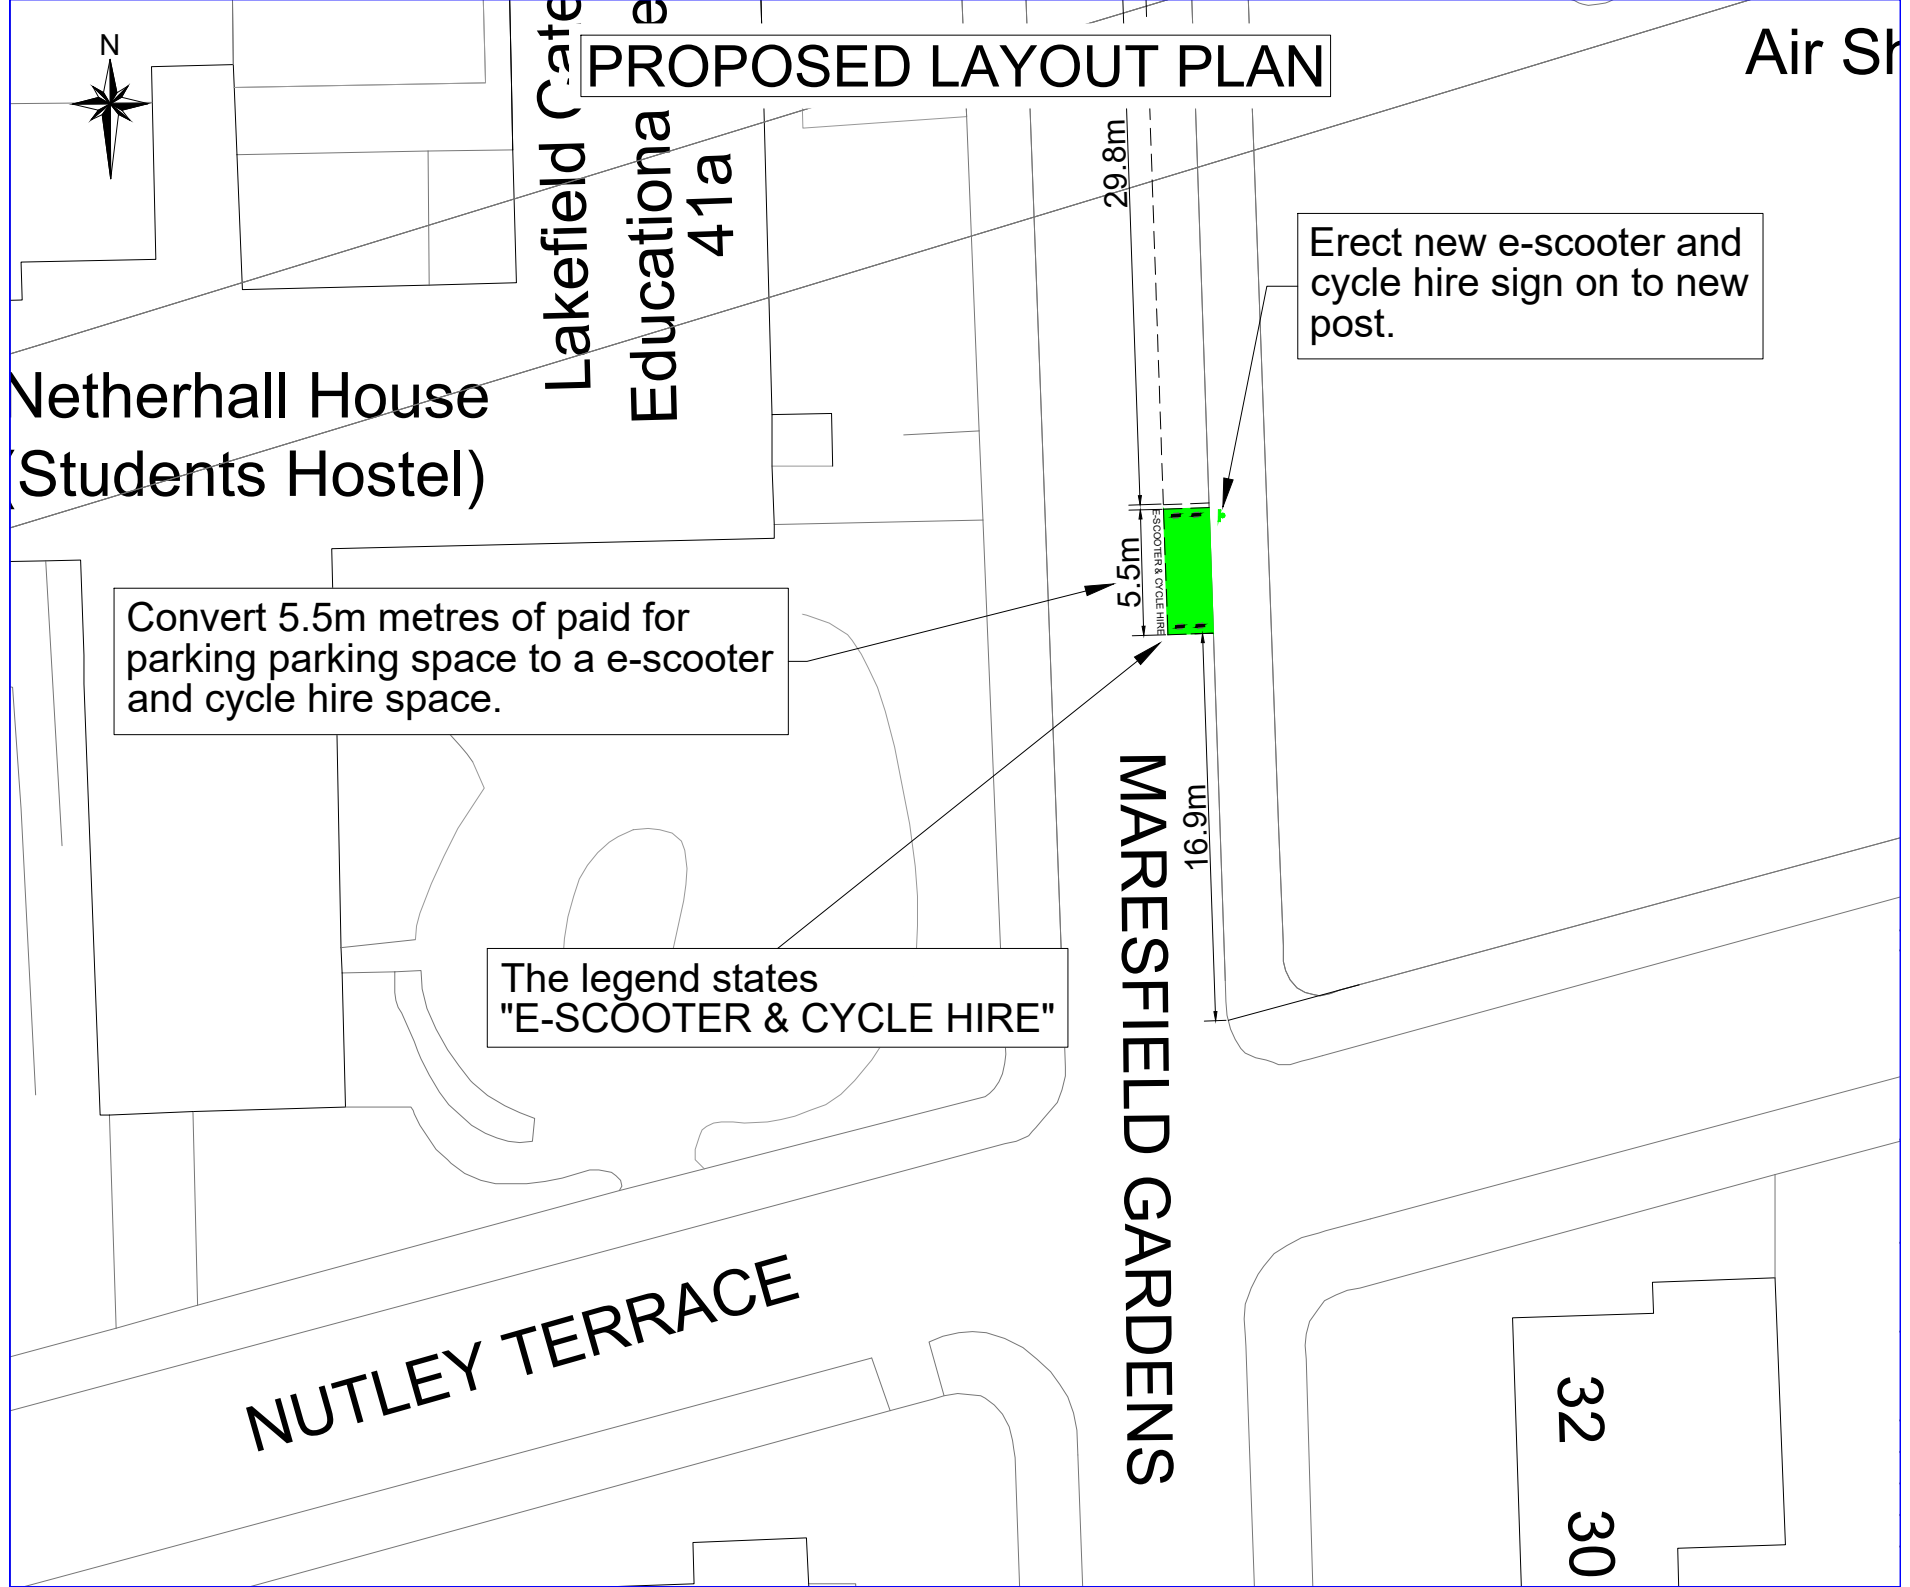 N
PROPOSED LAYOUT PLAN
Air Sh
Lakefield Cate
Educationa e
41a
29.8m
Erect new e-scooter and
cycle hire sign on to new
post.
Netherhall House
(Students Hostel)
5.5m
E-SCOOTER & CYCLE HIRE
Convert 5.5m metres of paid for
parking parking space to a e-scooter
and cycle hire space.
16.9m
MARESFIELD GARDENS
The legend states
"E-SCOOTER & CYCLE HIRE"
NUTLEY TERRACE
32
30